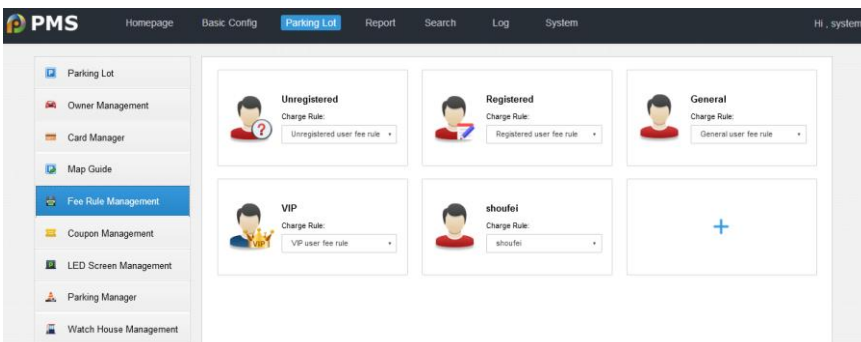 PMS Homepage Basic Config Parking Lot Report Search Log System Hi , system
Parking Lot
Owner Management
Card Manager
Map Guide
Fee Rule Management
Coupon Management
LED Screen Management
Parking Manager
Watch House Management
Unregistered
Charge Rule:
Unregistered user fee rule
Registered
Charge Rule:
Registered user fee rule
General
Charge Rule:
General user fee rule
VIP
VIP
Charge Rule:
VIP user fee rule
shoufei
Charge Rule:
shoufei